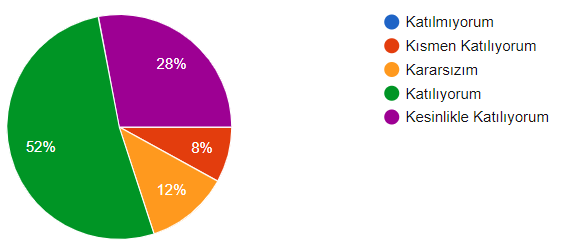 28%
52%
8%
12%
Katılmıyorum
Kısmen Katılıyorum
Kararsızım
Katılıyorum
Kesinlikle Katılıyorum